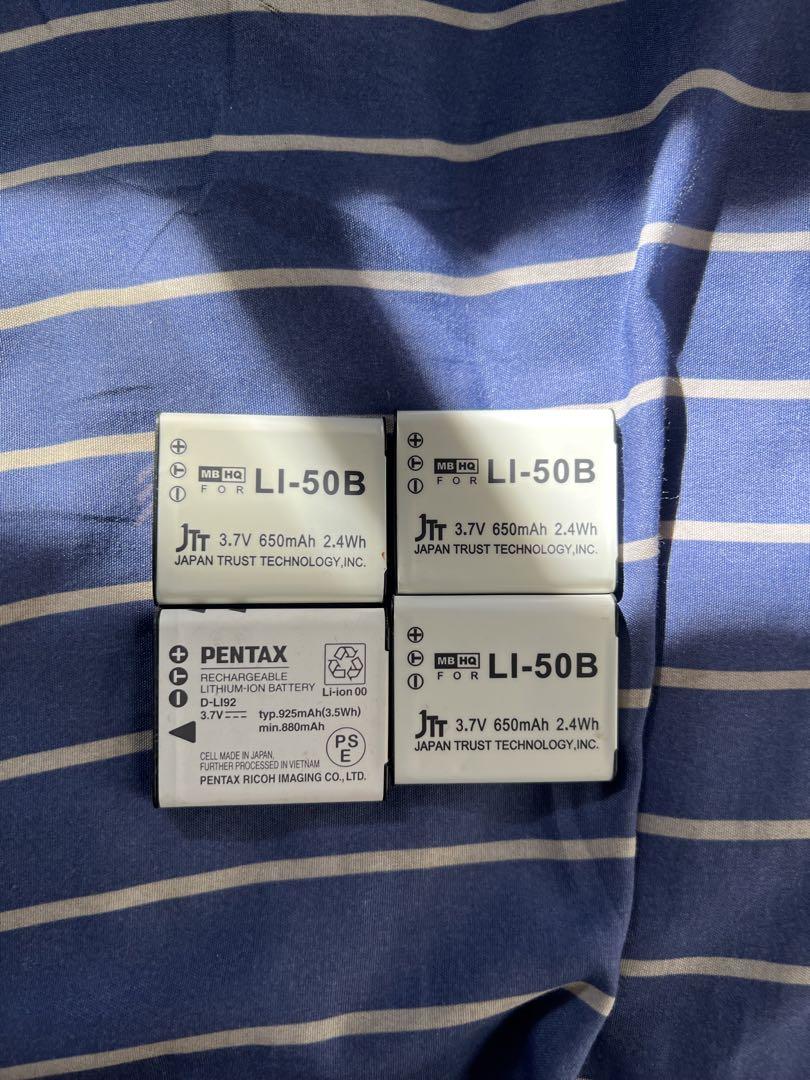 MB HQ
FOR LI-50B
JTT 3.7V 650mAh 2.4Wh
JAPAN TRUST TECHNOLOGY,INC.
MB HQ
FOR LI-50B
JTT 3.7V 650mAh 2.4Wh
JAPAN TRUST TECHNOLOGY,INC.
PENTAX
RECHARGEABLE
LITHIUM-ION BATTERY
D-LI92
Li-ion 00
3.7V⎓ typ.925mAh(3.5Wh)
min.880mAh
PS
E
CELL MADE IN JAPAN,
FURTHER PROCESSED IN VIETNAM
PENTAX RICOH IMAGING CO., LTD.
MB HQ
FOR LI-50B
JTT 3.7V 650mAh 2.4Wh
JAPAN TRUST TECHNOLOGY,INC.